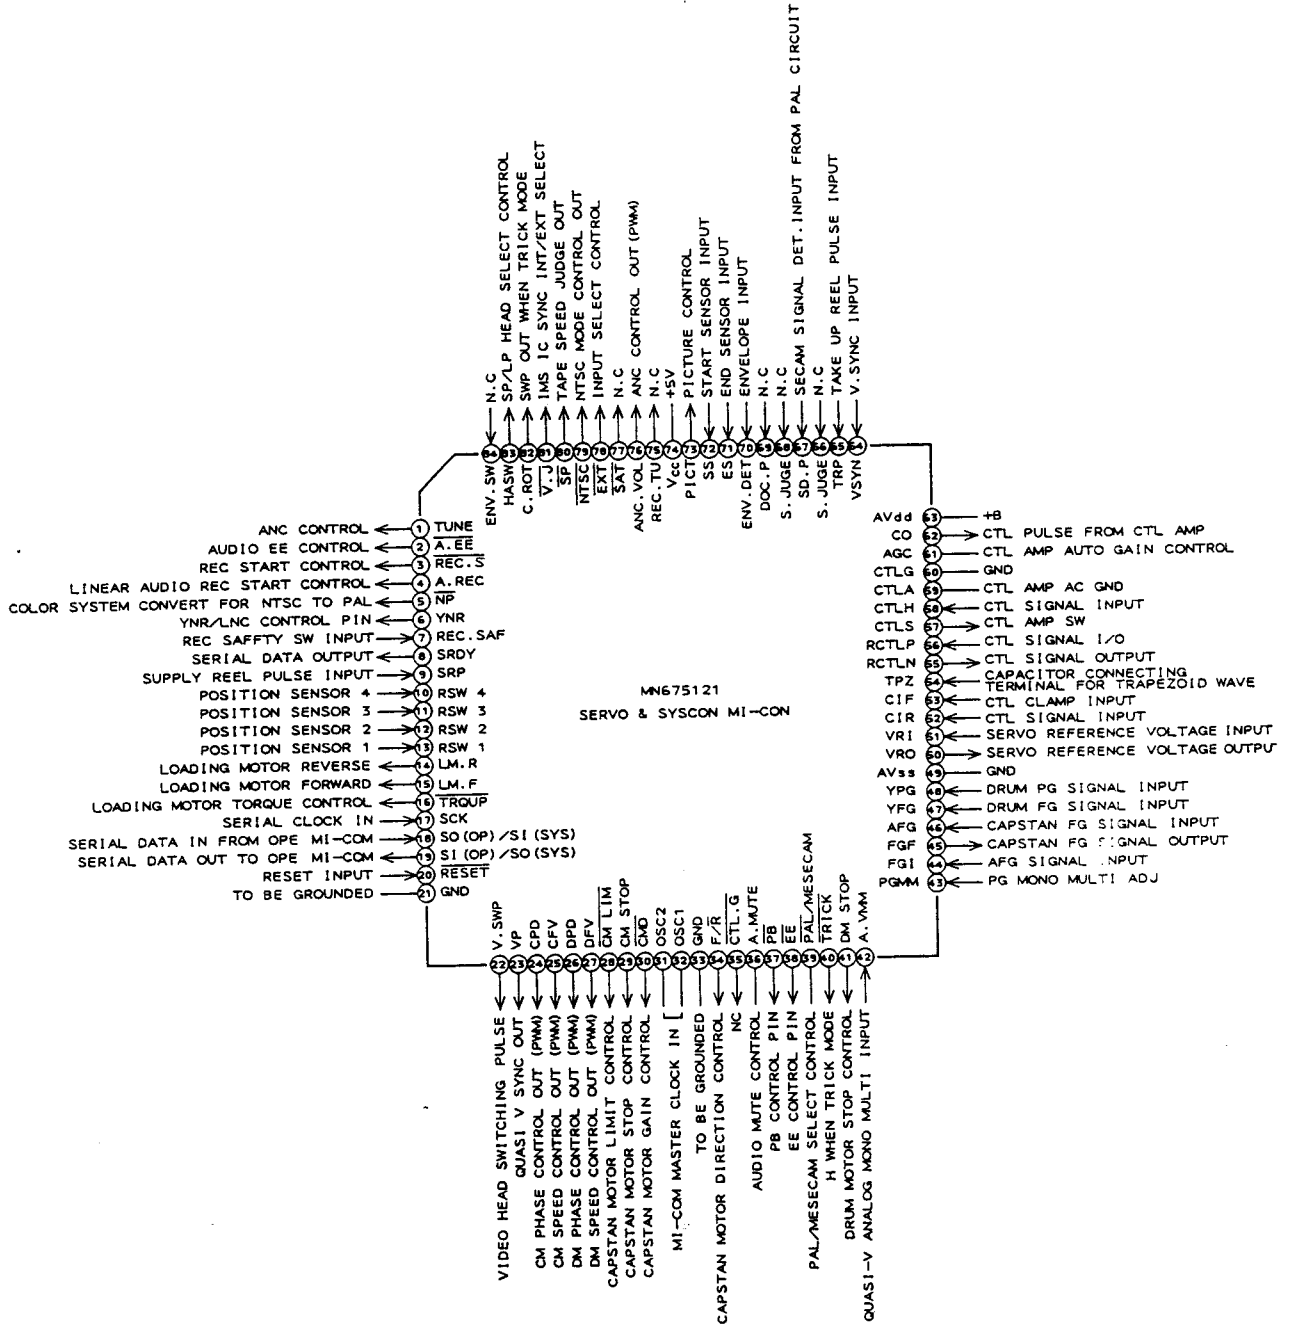 N.C
SP/LP HEAD SELECT CONTROL
SWP OUT WHEN TRICK MODE
IMS IC SYNC INT/EXT SELECT
TAPE SPEED JUDGE OUT
NTSC MODE CONTROL OUT
INPUT SELECT CONTROL
N.C
ANC CONTROL OUT (PWM)
N.C
+5V
PICTURE CONTROL
START SENSOR INPUT
END SENSOR INPUT
ENVELOPE INPUT
N.C
N.C
SECAM SIGNAL DET.INPUT FROM PAL CIRCUIT
N.C
TAKE UP REEL PULSE INPUT
V.SYNC INPUT
84 ENV.SW
83 HASW
82 C.ROT
81 V.J
80 SP
79 NTSC
78 EXT
77 SAT
76 ANC.VOL
75 REC.TU
74 Vcc
73 PICT
72 SS
71 ES
70 ENV.DET
69 DOC.P
68 S.JUGE
67 SD.P
66 S.JUGE
65 TRP
64 VSYN
ANC CONTROL 1 TUNE
AUDIO EE CONTROL 2 A.EE
REC START CONTROL 3 REC.S
LINEAR AUDIO REC START CONTROL 4 A.REC
COLOR SYSTEM CONVERT FOR NTSC TO PAL 5 NP
YNR/LNC CONTROL PIN 6 YNR
REC SAFFTY SW INPUT 7 REC.SAF
SERIAL DATA OUTPUT 8 SRDY
SUPPLY REEL PULSE INPUT 9 SRP
POSITION SENSOR 4 10 RSW 4
POSITION SENSOR 3 11 RSW 3
POSITION SENSOR 2 12 RSW 2
POSITION SENSOR 1 13 RSW 1
LOADING MOTOR REVERSE 14 LM.R
LOADING MOTOR FORWARD 15 LM.F
LOADING MOTOR TORQUE CONTROL 16 TRQUP
SERIAL CLOCK IN 17 SCK
SERIAL DATA IN FROM OPE MI-COM 18 SO(OP)/SI(SYS)
SERIAL DATA OUT TO OPE MI-COM 19 SI(OP)/SO(SYS)
RESET INPUT 20 RESET
TO BE GROUNDED 21 GND
MN675121
SERVO & SYSCON MI-CON
AVdd 63 +B
CO 62 CTL PULSE FROM CTL AMP
AGC 61 CTL AMP AUTO GAIN CONTROL
CTLG 60 GND
CTLA 59 CTL AMP AC GND
CTLH 58 CTL SIGNAL INPUT
CTLS 57 CTL AMP SW
RCTLP 56 CTL SIGNAL I/O
RCTLN 55 CTL SIGNAL OUTPUT
TPZ 54 CAPACITOR CONNECTING
TERMINAL FOR TRAPEZOID WAVE
CIF 53 CTL CLAMP INPUT
CIR 52 CTL SIGNAL INPUT
VRI 51 SERVO REFERENCE VOLTAGE INPUT
VRO 50 SERVO REFERENCE VOLTAGE OUTPUT
AVss 49 GND
YPG 48 DRUM PG SIGNAL INPUT
YFG 47 DRUM FG SIGNAL INPUT
AFG 46 CAPSTAN FG SIGNAL INPUT
FGF 45 CAPSTAN FG SIGNAL OUTPUT
FGI 44 AFG SIGNAL INPUT
PGMM 43 PG MONO MULTI ADJ
22 V.SWP
23 VP
24 CPD
25 CFV
26 DPD
27 DFV
28 CM LIM
29 CM STOP
30 CMD
31 OSC2
32 OSC1
33 GND
34 F/R
35 CTL.G
36 A.MUTE
37 PB
38 EE
39 PAL/MESECAM
40 TRICK
41 DM STOP
42 A.VMM
VIDEO HEAD SWITCHING PULSE
QUASI V SYNC OUT
CM PHASE CONTROL OUT (PWM)
CM SPEED CONTROL OUT (PWM)
DM PHASE CONTROL OUT (PWM)
DM SPEED CONTROL OUT (PWM)
CAPSTAN MOTOR LIMIT CONTROL
CAPSTAN MOTOR STOP CONTROL
CAPSTAN MOTOR GAIN CONTROL
MI-COM MASTER CLOCK IN [
TO BE GROUNDED
CAPSTAN MOTOR DIRECTION CONTROL
NC
AUDIO MUTE CONTROL
PB CONTROL PIN
EE CONTROL PIN
PAL/MESECAM SELECT CONTROL
H WHEN TRICK MODE
DRUM MOTOR STOP CONTROL
QUASI-V ANALOG MONO MULTI INPUT